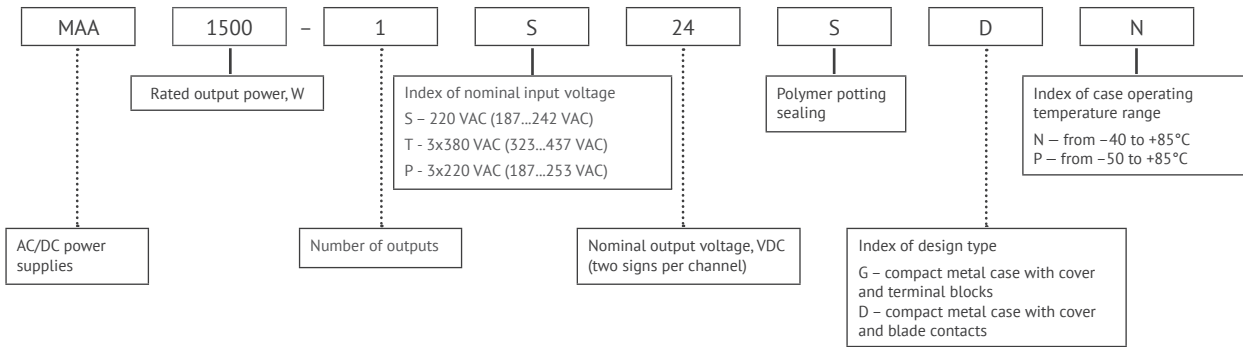 MAA 1500 – 1 S 24 S D N
Rated output power, W
Index of nominal input voltage
S – 220 VAC (187...242 VAC)
T - 3x380 VAC (323...437 VAC)
P - 3x220 VAC (187...253 VAC)
Polymer potting
sealing
Index of case operating
temperature range
N — from –40 to +85°C
P — from –50 to +85°C
AC/DC power
supplies
Number of outputs
Nominal output voltage, VDC
(two signs per channel)
Index of design type
G – compact metal case with cover
and terminal blocks
D – compact metal case with cover
and blade contacts